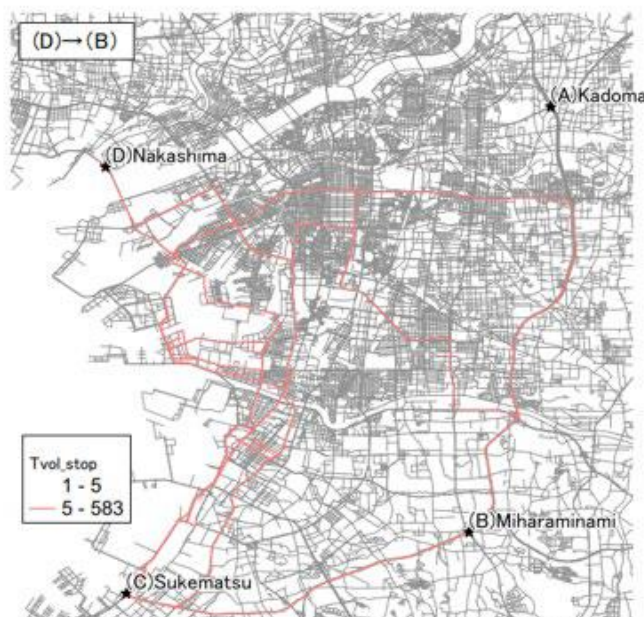 (D)→(B)
(A)Kadoma
(D)Nakashima
Tvol_stop
1 - 5
5 - 583
(B)Miharaminami
(C)Sukematsu